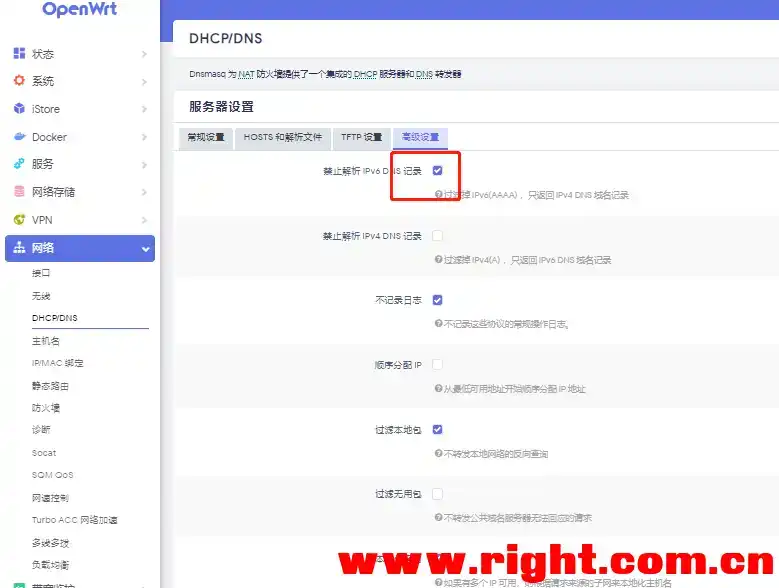 OpenWrt
状态
系统
iStore
Docker
服务
网络存储
VPN
网络
接口
无线
DHCP/DNS
主机名
IP/MAC 绑定
静态路由
防火墙
诊断
Socat
SQM QoS
网速控制
Turbo ACC 网络加速
多线多拨
负载均衡
带宽监控
DHCP/DNS
Dnsmasq 为 NAT 防火墙提供了一个集成的 DHCP 服务器和 DNS 转发器
服务器设置
常规设置 HOSTS 和解析文件 TFTP 设置 高级设置
禁止解析 IPv6 DNS 记录
过滤掉 IPv6(AAAA) ，只返回 IPv4 DNS 域名记录
禁止解析 IPv4 DNS 记录
过滤掉 IPv4(A) ，只返回 IPv6 DNS 域名记录
不记录日志
不记录这些协议的常规操作日志。
顺序分配 IP
从最低可用地址开始顺序分配 IP 地址
过滤本地包
不转发本地网络的反向查询
过滤无用包
不转发公共域名服务器无法回应的请求
www.right.com.cn
如果有多个 IP 可用，则根据请求来源的子网来本地化主机名